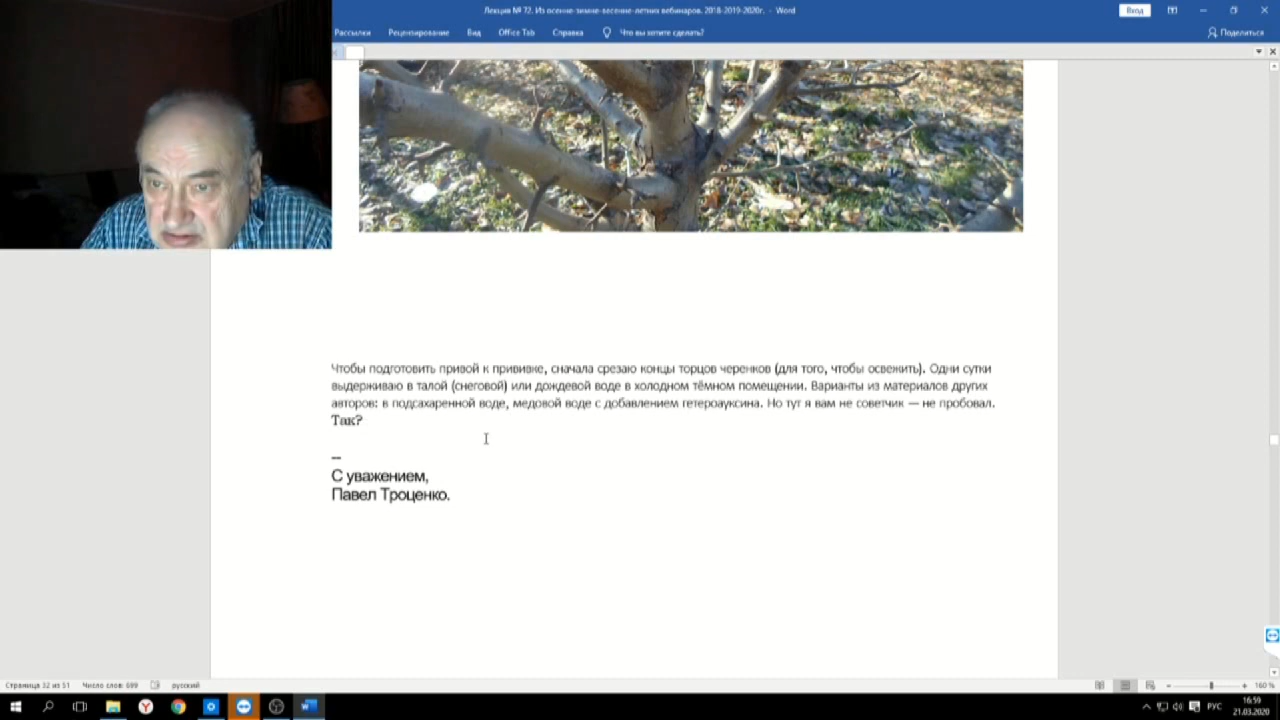 Лекция № 72. Из осенне-зимне-весенне-летних вебинаров. 2018-2019-2020г. - Word
Вход
Рассылки Рецензирование Вид Office Tab Справка Что вы хотите сделать? Поделиться
Чтобы подготовить привой к прививке, сначала срезаю концы торцов черенков (для того, чтобы освежить). Одни сутки
выдерживаю в талой (снеговой) или дождевой воде в холодном тёмном помещении. Варианты из материалов других
авторов: в подсахаренной воде, медовой воде с добавлением гетероауксина. Но тут я вам не советчик — не пробовал.
Так?
--
С уважением,
Павел Троценко.
Страница 32 из 51 Число слов: 699 русский 160 %
РУС 16:59
21.03.2020